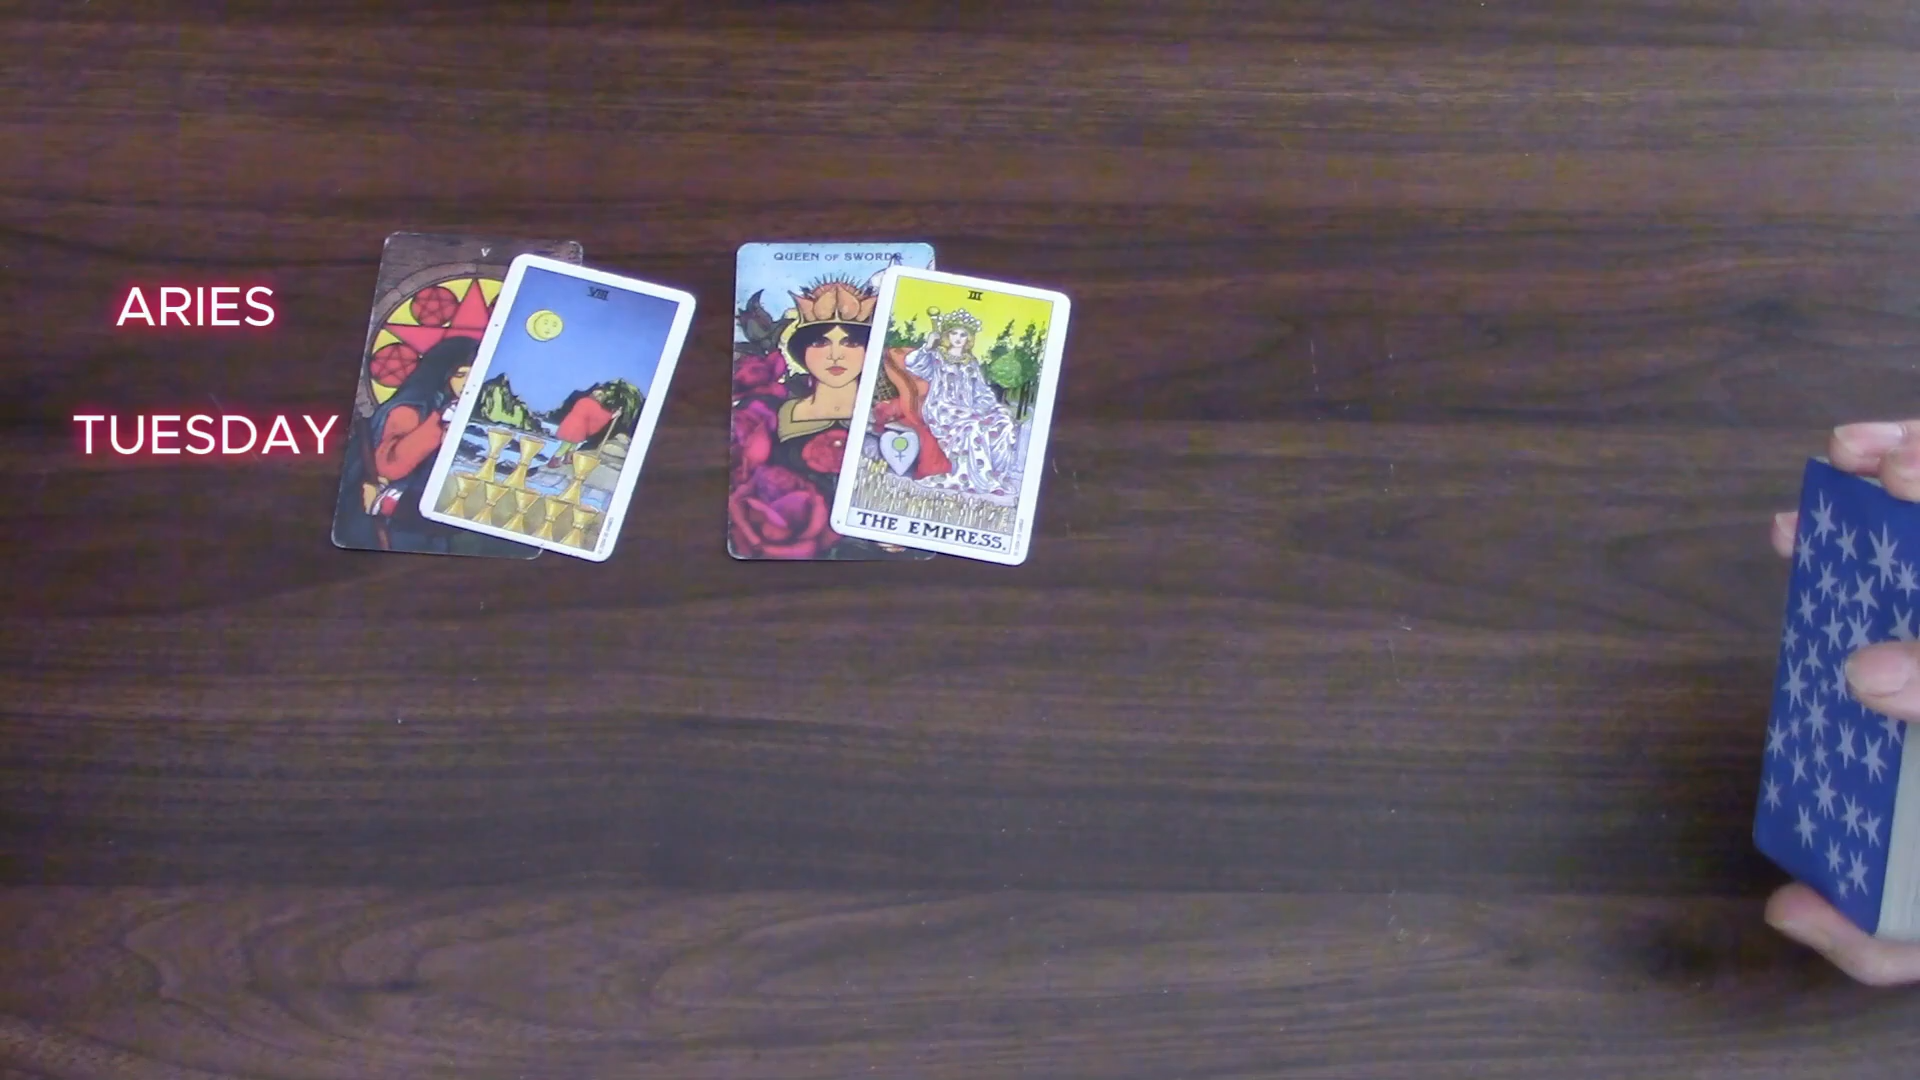 ARIES
TUESDAY
V
VIII
QUEEN OF SWORDS
III
THE EMPRESS.